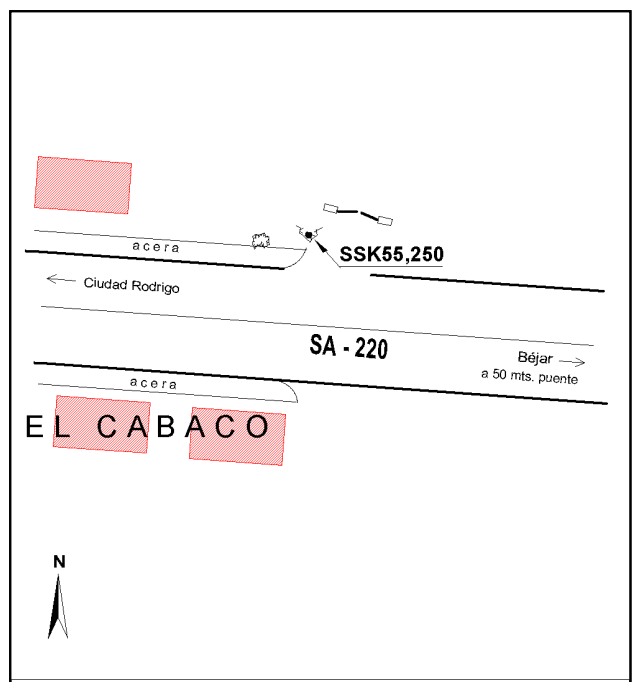 acera
SSK55,250
Ciudad Rodrigo
SA - 220
Béjar
a 50 mts. puente
acera
EL CABACO
N